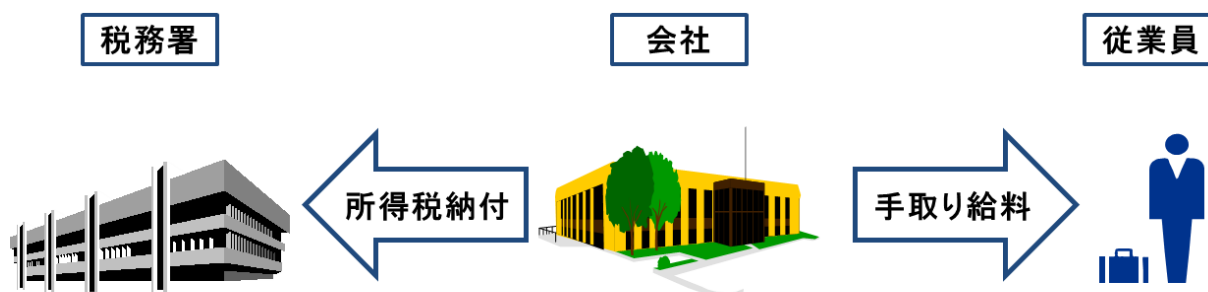 税務署
会社
従業員
所得税納付
手取り給料